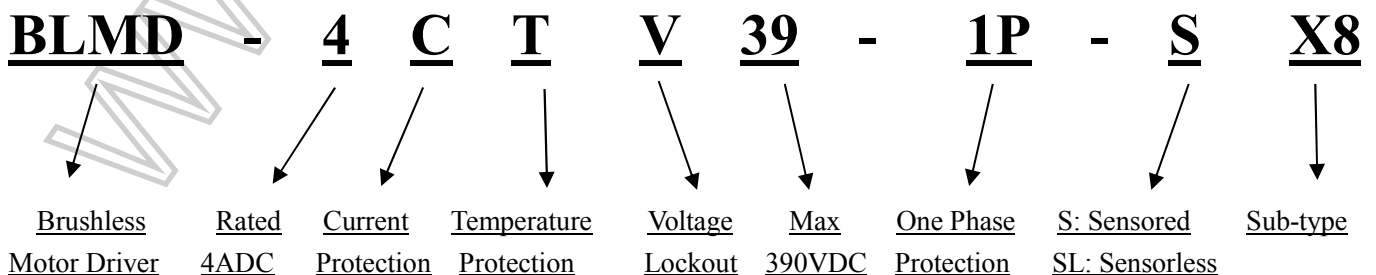 BLMD - 4 C T V 39 - 1P - S X8
Brushless Rated Current Temperature Voltage Max One Phase S: Sensored Sub-type
Motor Driver 4ADC Protection Protection Lockout 390VDC Protection SL: Sensorless